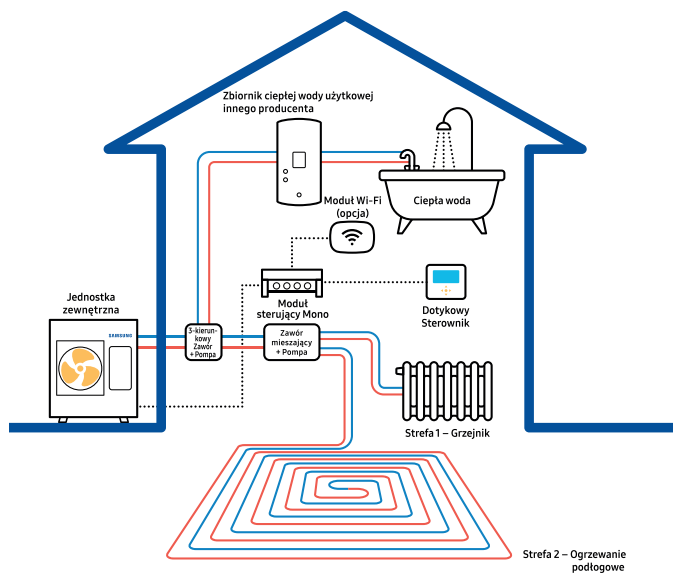 Zbiornik ciepłej wody użytkowej
innego producenta
Moduł Wi-Fi
(opcja)
Ciepła woda
Jednostka
zewnętrzna
SAMSUNG
Moduł
sterujący Mono
Dotykowy
Sterownik
3-kierun-
kowy
Zawór
+ Pompa
Zawór
mieszający
+ Pompa
Strefa 1 – Grzejnik
Strefa 2 – Ogrzewanie
podłogowe